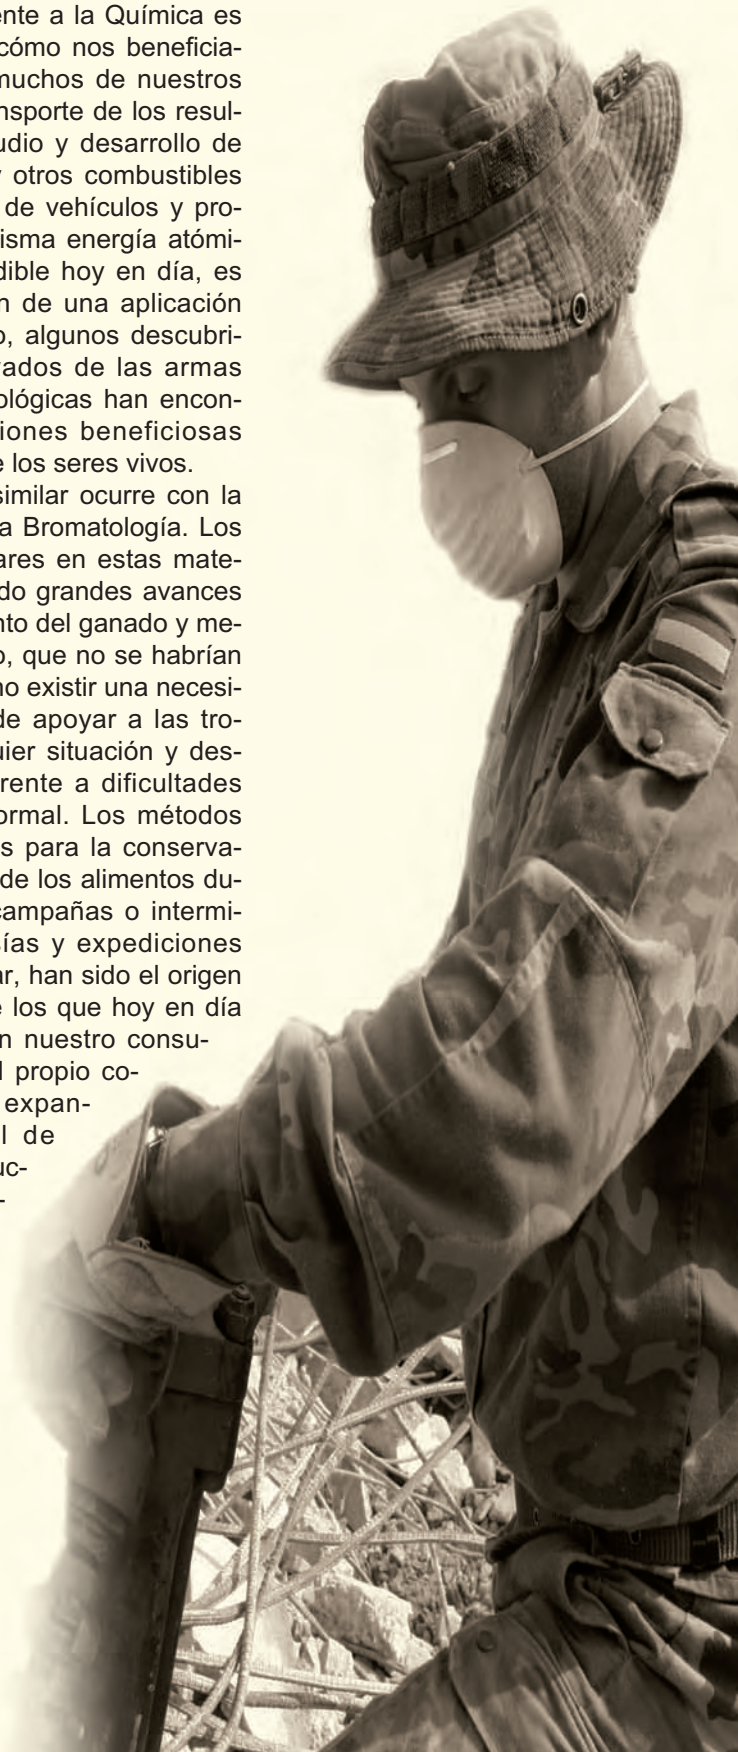 ente a la Química es
cómo nos beneficia-
muchos de nuestros
nsporte de los resul-
udio y desarrollo de
y otros combustibles
de vehículos y pro-
isma energía atómi-
dible hoy en día, es
n de una aplicación
o, algunos descubri-
vados de las armas
ológicas han encon-
iones beneficiosas
e los seres vivos.
similar ocurre con la
a Bromatología. Los
ares en estas mate-
do grandes avances
nto del ganado y me-
o, que no se habrían
no existir una necesi-
de apoyar a las tro-
uier situación y des-
rente a dificultades
ormal. Los métodos
s para la conserva-
de los alimentos du-
campañas o intermi-
sías y expediciones
ar, han sido el origen
e los que hoy en día
n nuestro consu-
l propio co-
expan-
l de
uc-
-